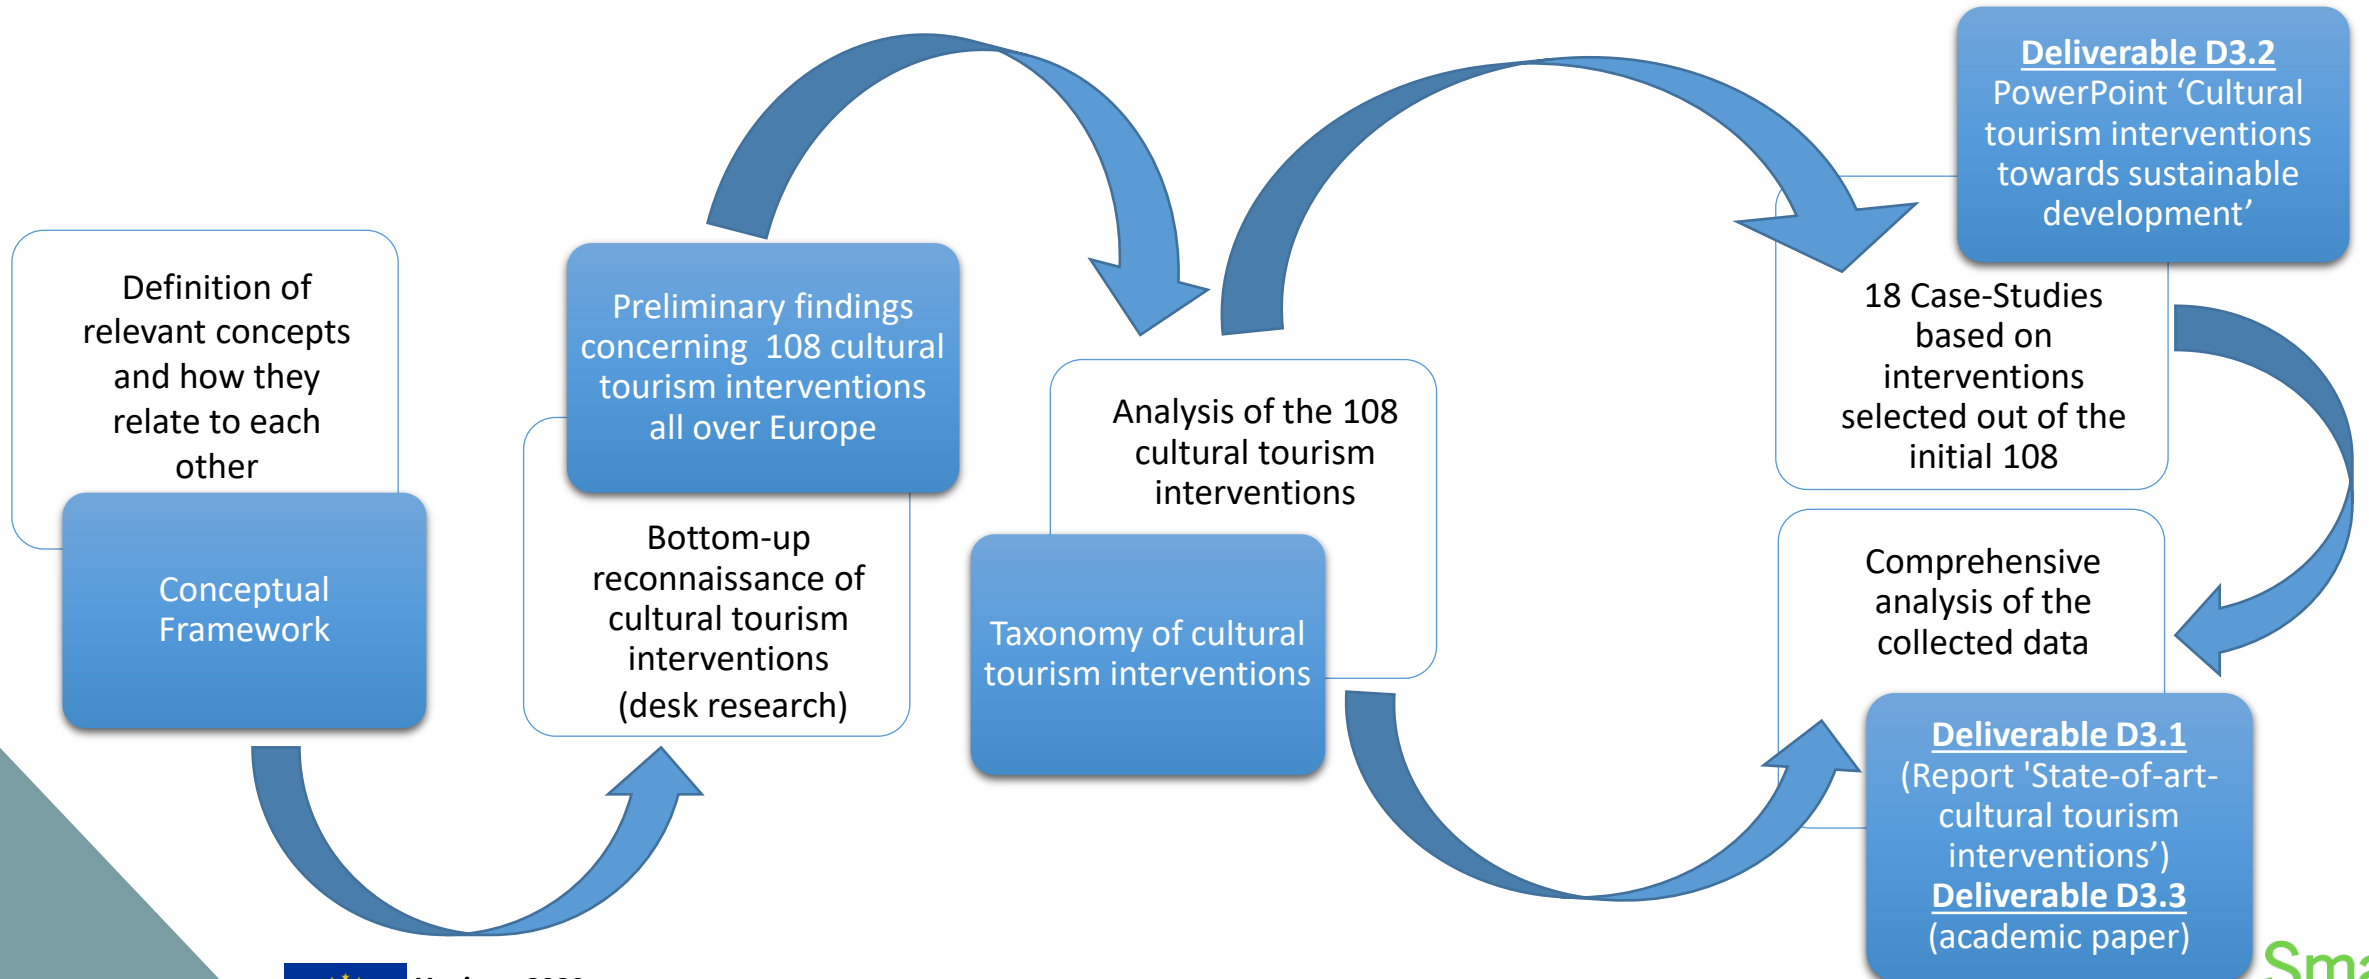 Definition of
relevant concepts
and how they
relate to each
other
Conceptual
Framework
Preliminary findings
concerning 108 cultural
tourism interventions
all over Europe
Bottom-up
reconnaissance of
cultural tourism
interventions
(desk research)
Analysis of the 108
cultural tourism
interventions
Taxonomy of cultural
tourism interventions
Deliverable D3.2
PowerPoint ‘Cultural
tourism interventions
towards sustainable
development’
18 Case-Studies
based on
interventions
selected out of the
initial 108
Comprehensive
analysis of the
collected data
Deliverable D3.1
(Report 'State-of-art-
cultural tourism
interventions’)
Deliverable D3.3
(academic paper)